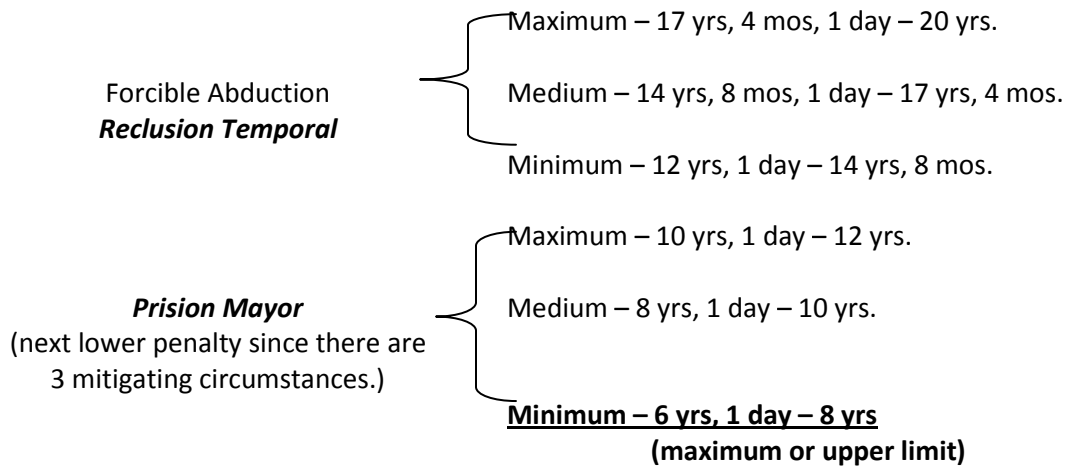 Maximum – 17 yrs, 4 mos, 1 day – 20 yrs.
Forcible Abduction
Reclusion Temporal
Medium – 14 yrs, 8 mos, 1 day – 17 yrs, 4 mos.
Minimum – 12 yrs, 1 day – 14 yrs, 8 mos.
Maximum – 10 yrs, 1 day – 12 yrs.
Prision Mayor
(next lower penalty since there are
3 mitigating circumstances.)
Medium – 8 yrs, 1 day – 10 yrs.
Minimum – 6 yrs, 1 day – 8 yrs
(maximum or upper limit)